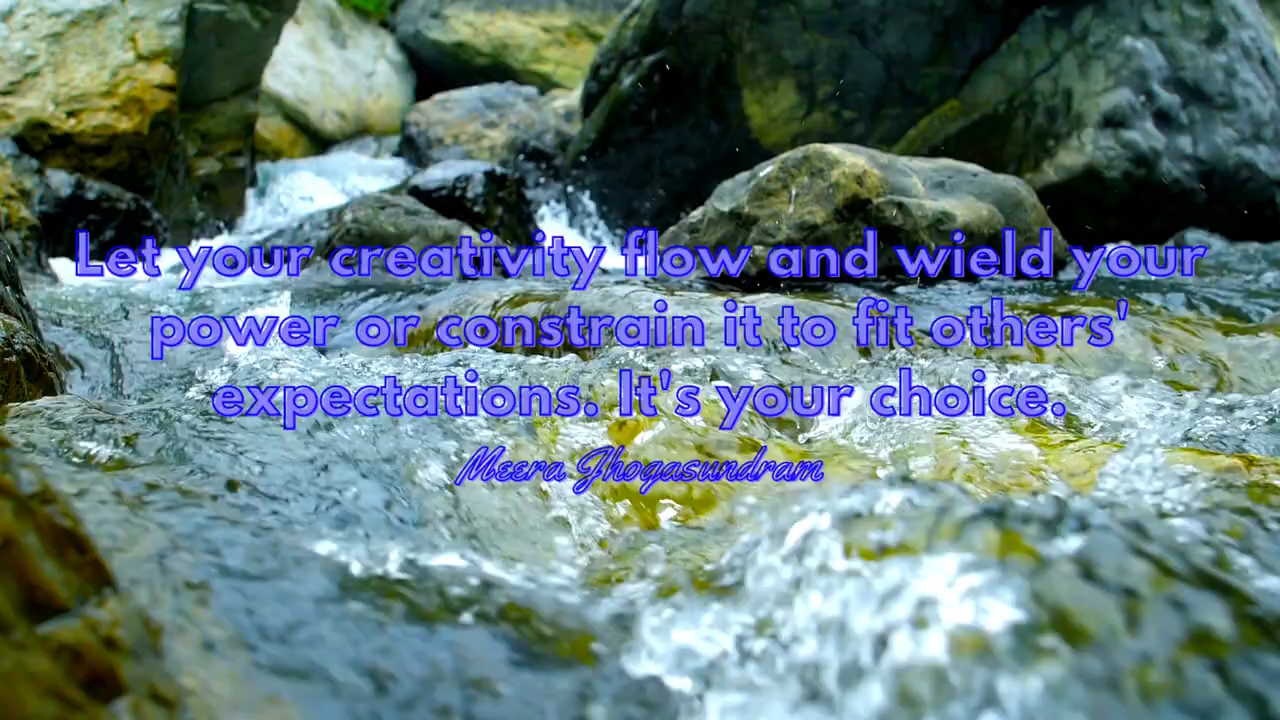 Let your creativity flow and wield your
power or constrain it to fit others'
expectations. It's your choice.
Meera Jhogasundram